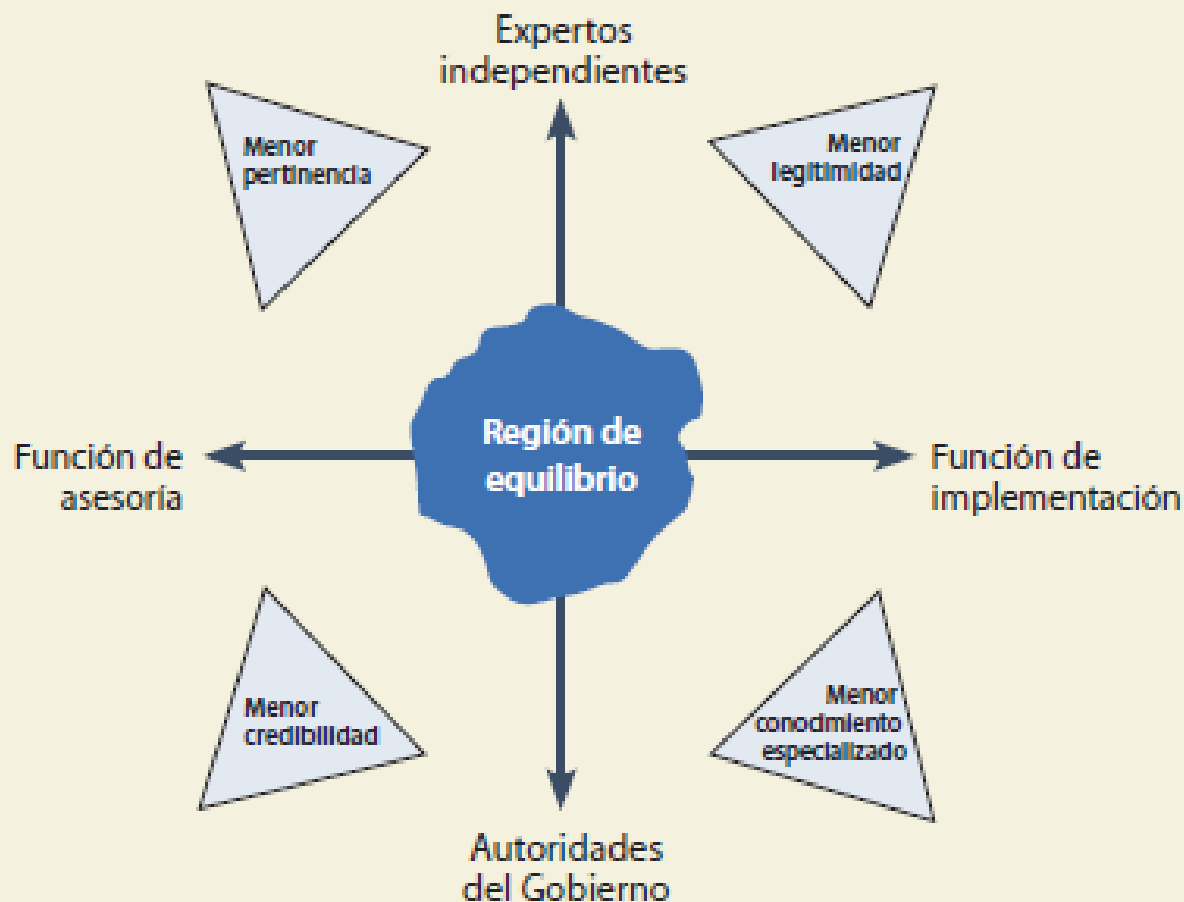 Expertos
independientes
Menor
pertinencia
Menor
legitimidad
Región de
equilibrio
Función de
asesoría
Función de
implementación
Menor
credibilidad
Menor
conocimiento
especializado
Autoridades
del Gobierno